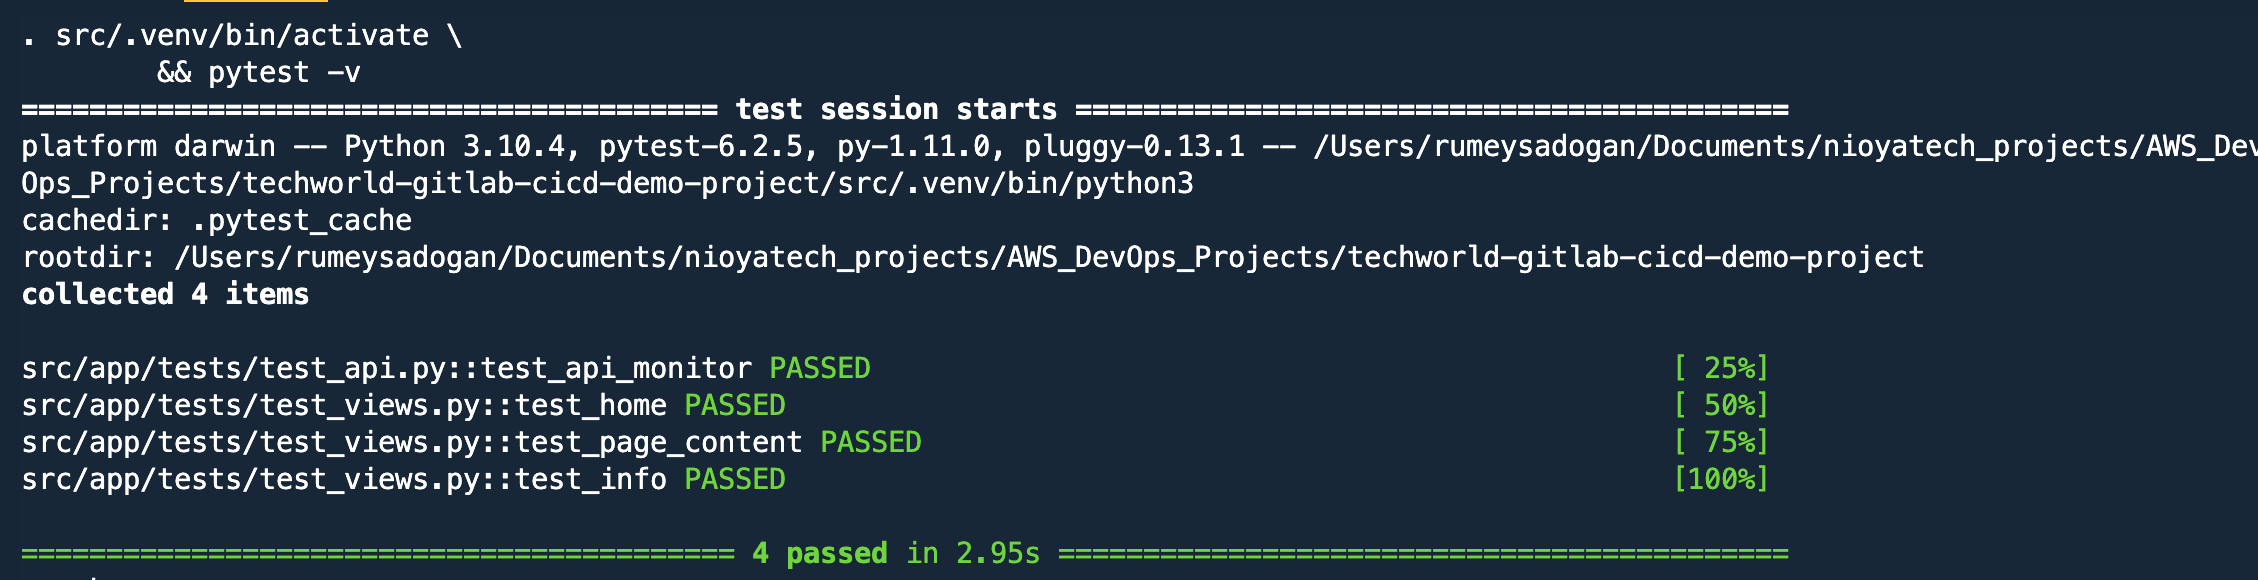 . src/.venv/bin/activate \
        && pytest -v
========================================= test session starts ==========================================
platform darwin -- Python 3.10.4, pytest-6.2.5, py-1.11.0, pluggy-0.13.1 -- /Users/rumeysadogan/Documents/nioyatech_projects/AWS_Dev
Ops_Projects/techworld-gitlab-cicd-demo-project/src/.venv/bin/python3
cachedir: .pytest_cache
rootdir: /Users/rumeysadogan/Documents/nioyatech_projects/AWS_DevOps_Projects/techworld-gitlab-cicd-demo-project
collected 4 items

src/app/tests/test_api.py::test_api_monitor PASSED                                               [ 25%]
src/app/tests/test_views.py::test_home PASSED                                                    [ 50%]
src/app/tests/test_views.py::test_page_content PASSED                                            [ 75%]
src/app/tests/test_views.py::test_info PASSED                                                    [100%]

========================================== 4 passed in 2.95s ===========================================